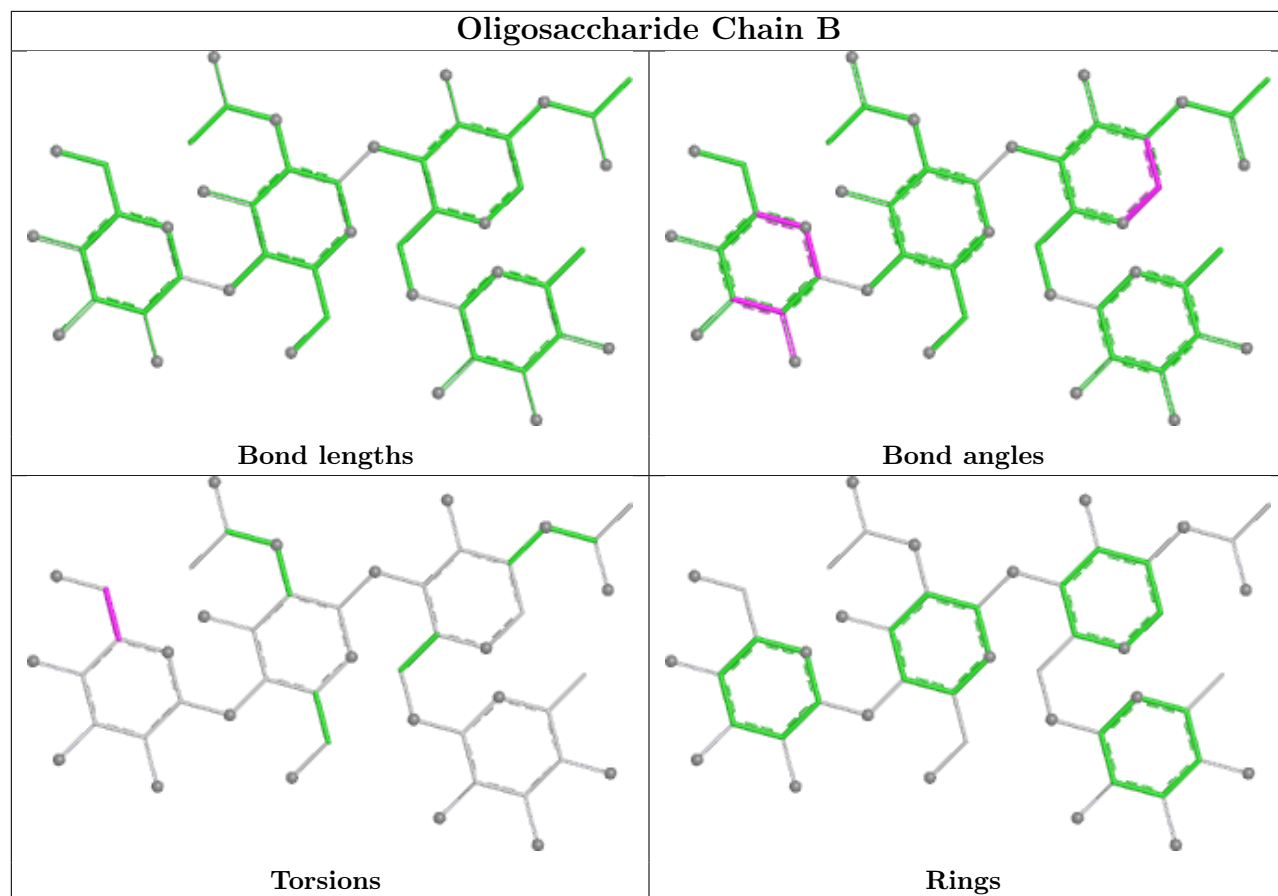 Oligosaccharide Chain B
Bond lengths
Bond angles
Torsions
Rings